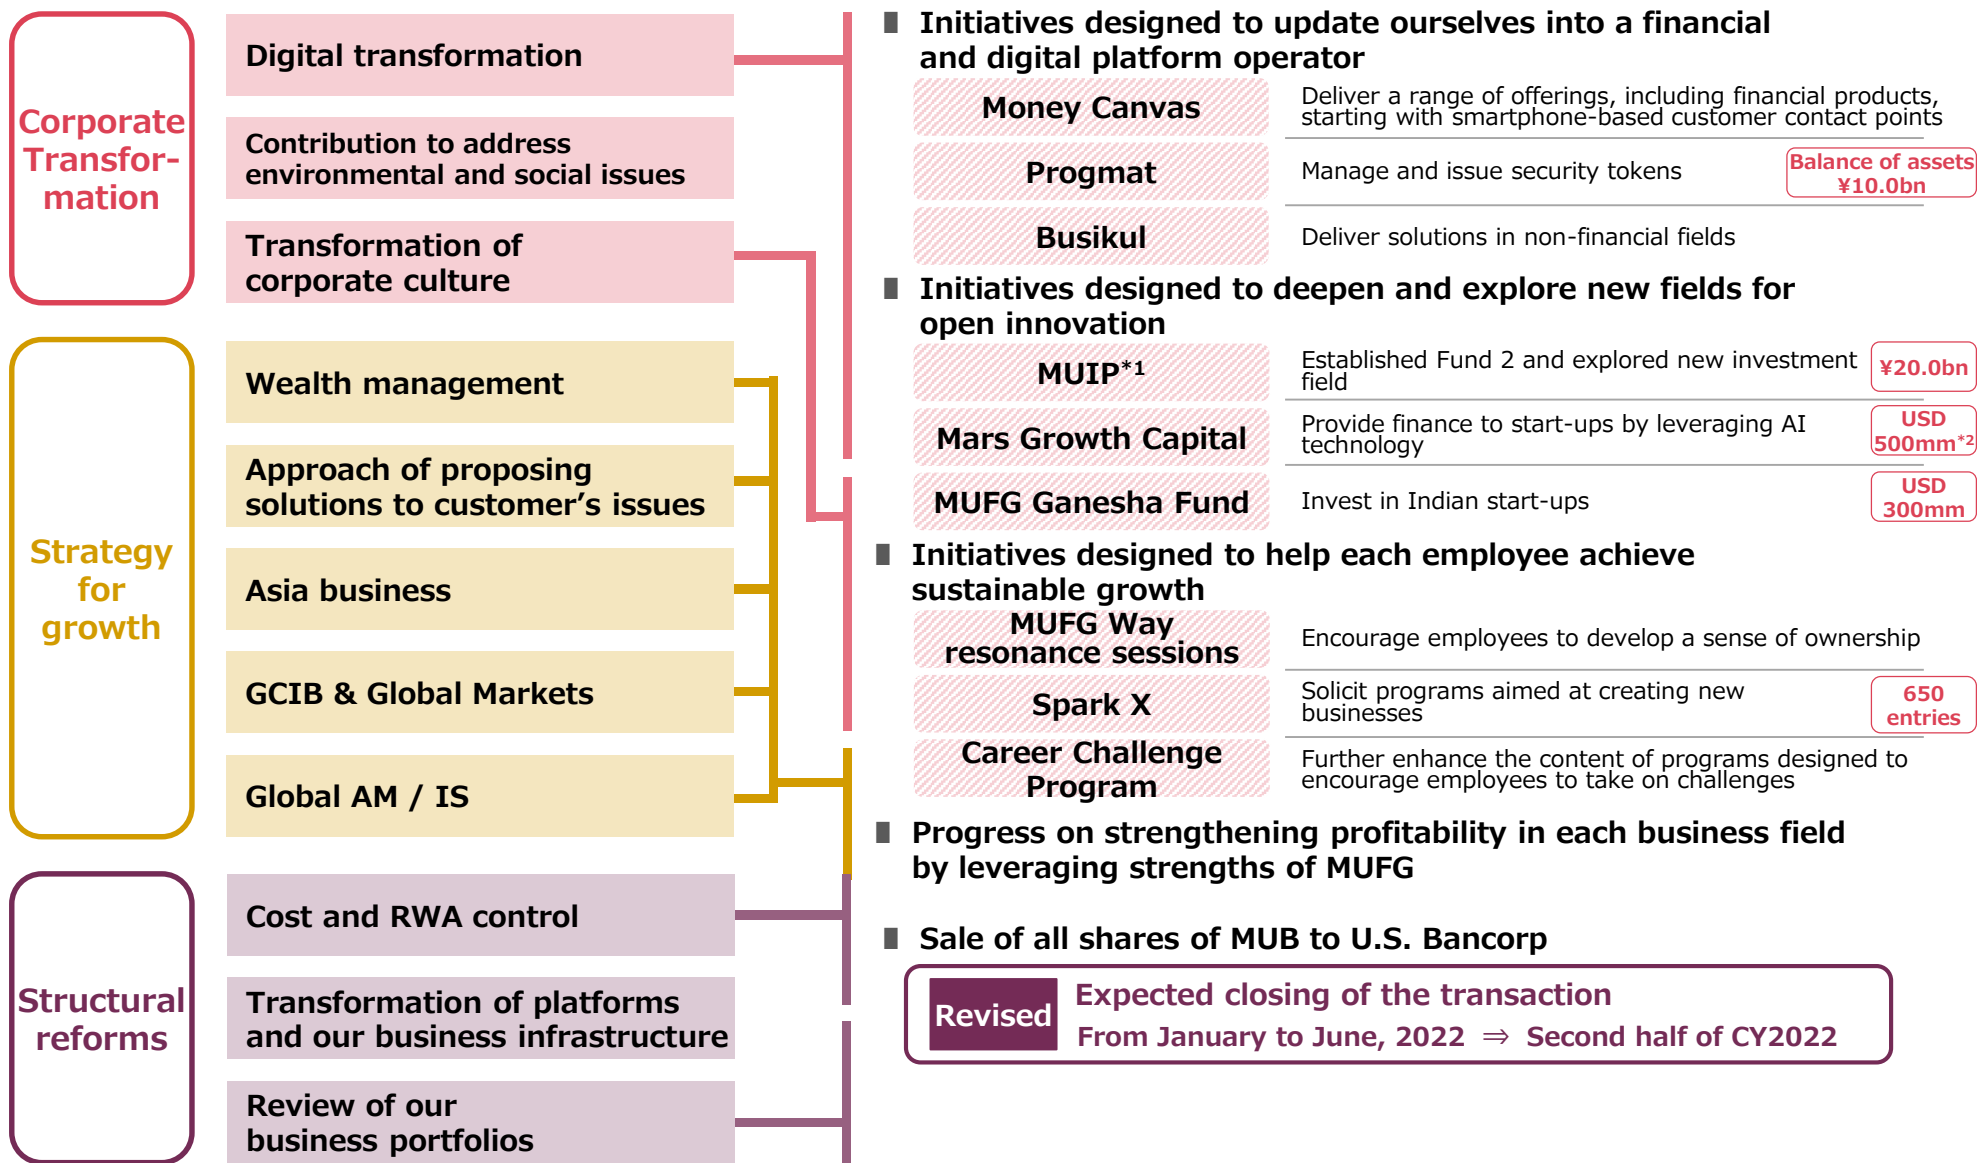 Corporate
Transfor-
mation
Digital transformation
Contribution to address
environmental and social issues
Transformation of
corporate culture
Strategy
for
growth
Wealth management
Approach of proposing
solutions to customer’s issues
Asia business
GCIB & Global Markets
Global AM / IS
Structural
reforms
Cost and RWA control
Transformation of platforms
and our business infrastructure
Review of our
business portfolios
■ Initiatives designed to update ourselves into a financial
and digital platform operator
Money Canvas
Deliver a range of offerings, including financial products,
starting with smartphone-based customer contact points
Progmat
Manage and issue security tokens
Balance of assets
¥10.0bn
Busikul
Deliver solutions in non-financial fields
■ Initiatives designed to deepen and explore new fields for
open innovation
MUIP*1
Established Fund 2 and explored new investment
field
¥20.0bn
Mars Growth Capital
Provide finance to start-ups by leveraging AI
technology
USD
500mm*2
MUFG Ganesha Fund
Invest in Indian start-ups
USD
300mm
■ Initiatives designed to help each employee achieve
sustainable growth
MUFG Way
resonance sessions
Encourage employees to develop a sense of ownership
Spark X
Solicit programs aimed at creating new
businesses
650
entries
Career Challenge
Program
Further enhance the content of programs designed to
encourage employees to take on challenges
■ Progress on strengthening profitability in each business field
by leveraging strengths of MUFG
■ Sale of all shares of MUB to U.S. Bancorp
Revised
Expected closing of the transaction
From January to June, 2022 ⇒ Second half of CY2022